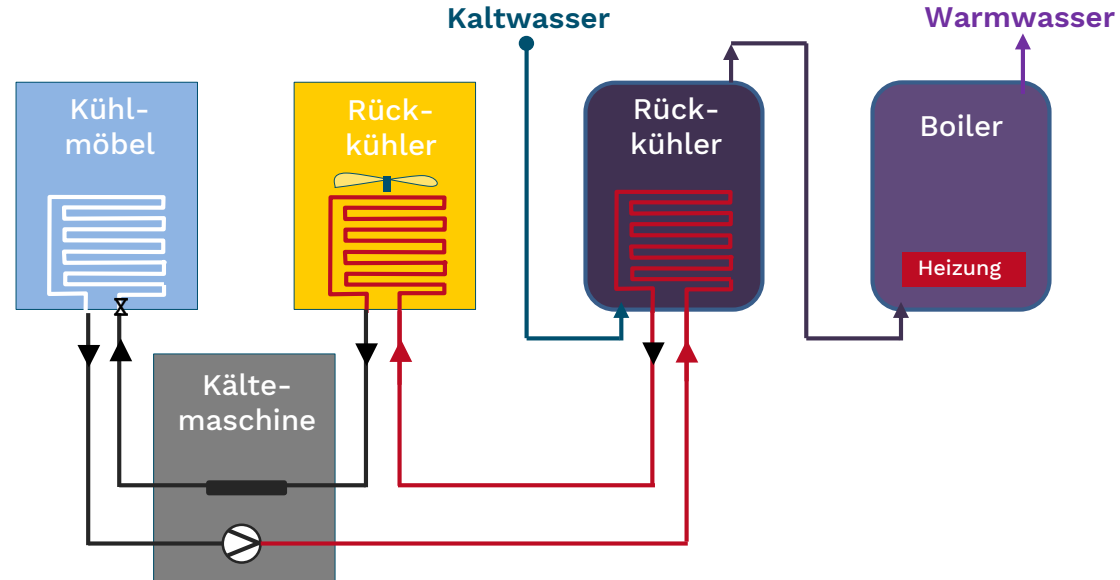 Kaltwasser
Warmwasser
Kühl-
möbel
Rück-
kühler
Rück-
kühler
Boiler
Heizung
Kälte-
maschine